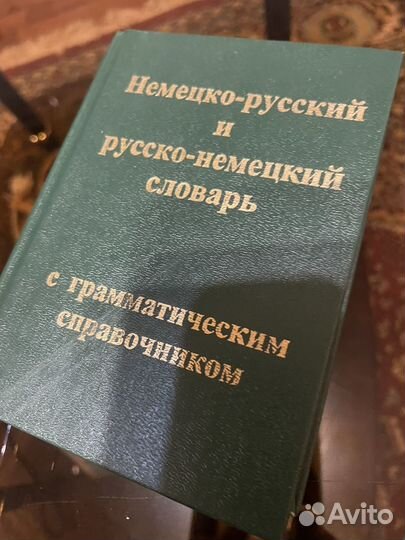 Немецко-русский
и
русско-немецкий
словарь
с грамматическим
справочником
Avito